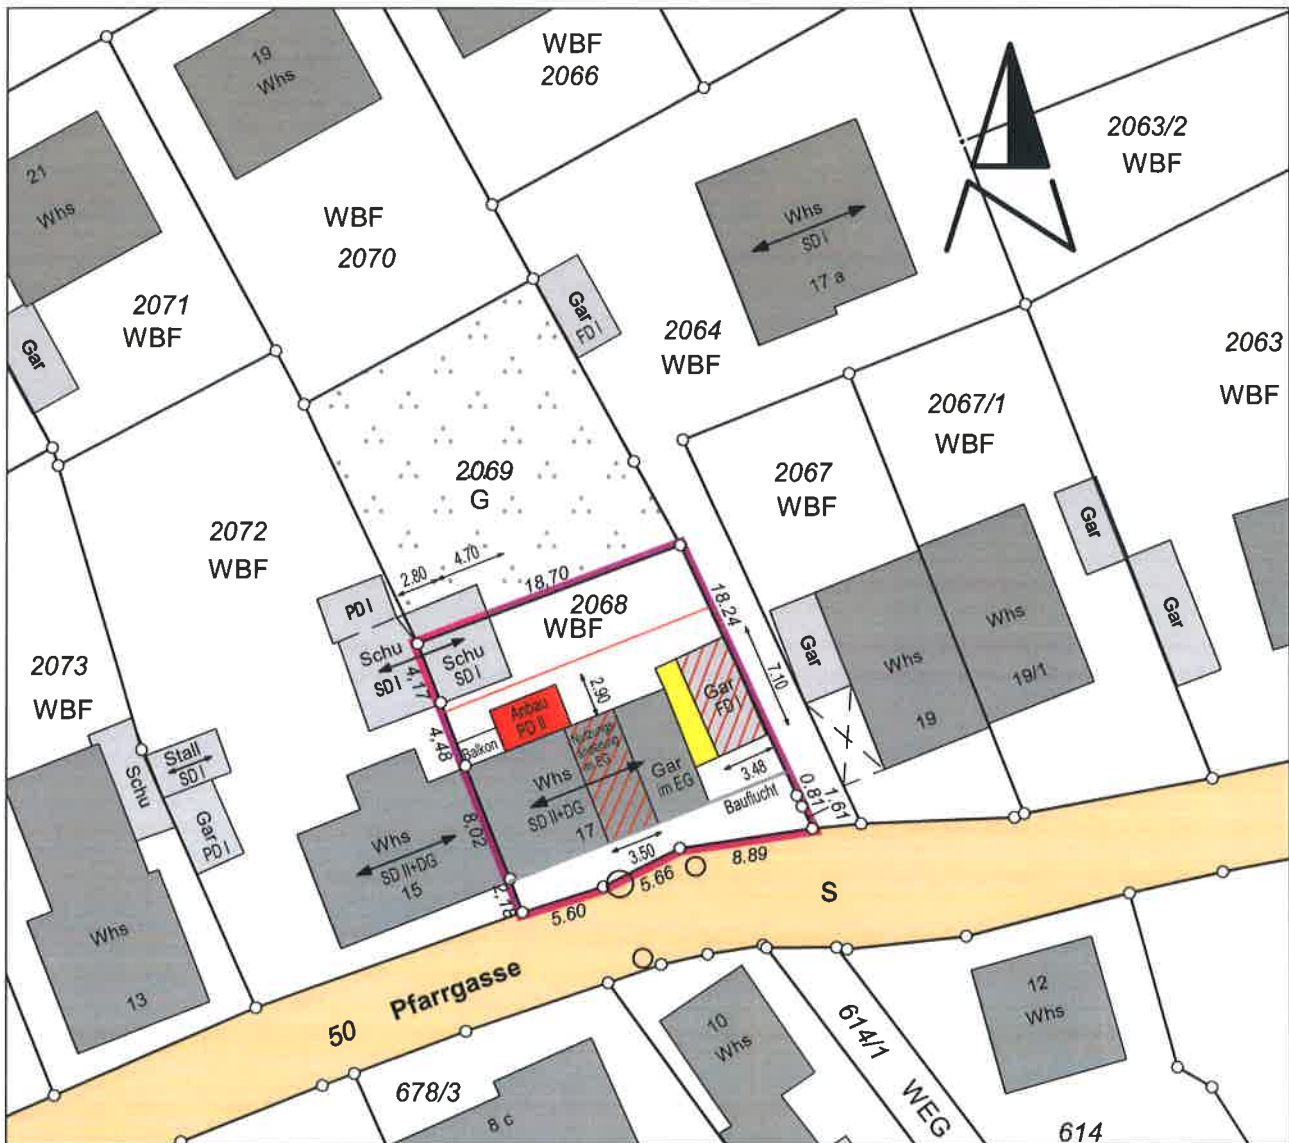 19
Whs
WBF
2066
2063/2
WBF
21
Whs
WBF
2070
Whs
SD I
17 a
2071
WBF
Gar
Gar
FD I
2064
WBF
2063
WBF
2067/1
WBF
2069
G
2067
WBF
2072
WBF
Gar
2.80
4.70
18,70
2068
WBF
18.24
PD I
Schu
SD I
Schu
SD I
4,17
7.10
Gar
Whs
19
Whs
19/1
Gar
2073
WBF
4,48
Balkon
Anbau
PD II
2.90
Gar
FD I
Nutzungs-
änderung
im EG
Gar
im EG
Whs
SD II+DG
17
3.48
Bauflucht
0.81
1.61
Schu
Stall
SD I
Gar
PD I
Whs
SD II+DG
15
8,02
2,18
3.50
5.60
5.66
8.89
S
Whs
13
50
Pfarrgasse
10
Whs
614/1
WEG
12
Whs
678/3
8 c
614